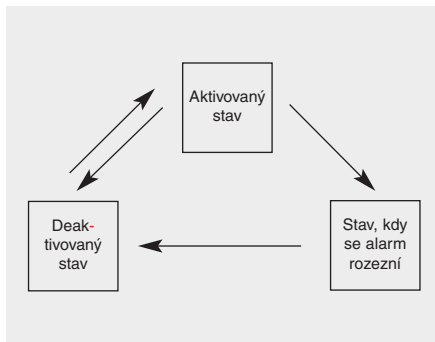 Aktivovaný
stav
Deak-
tivovaný
stav
Stav, kdy
se alarm
rozezní